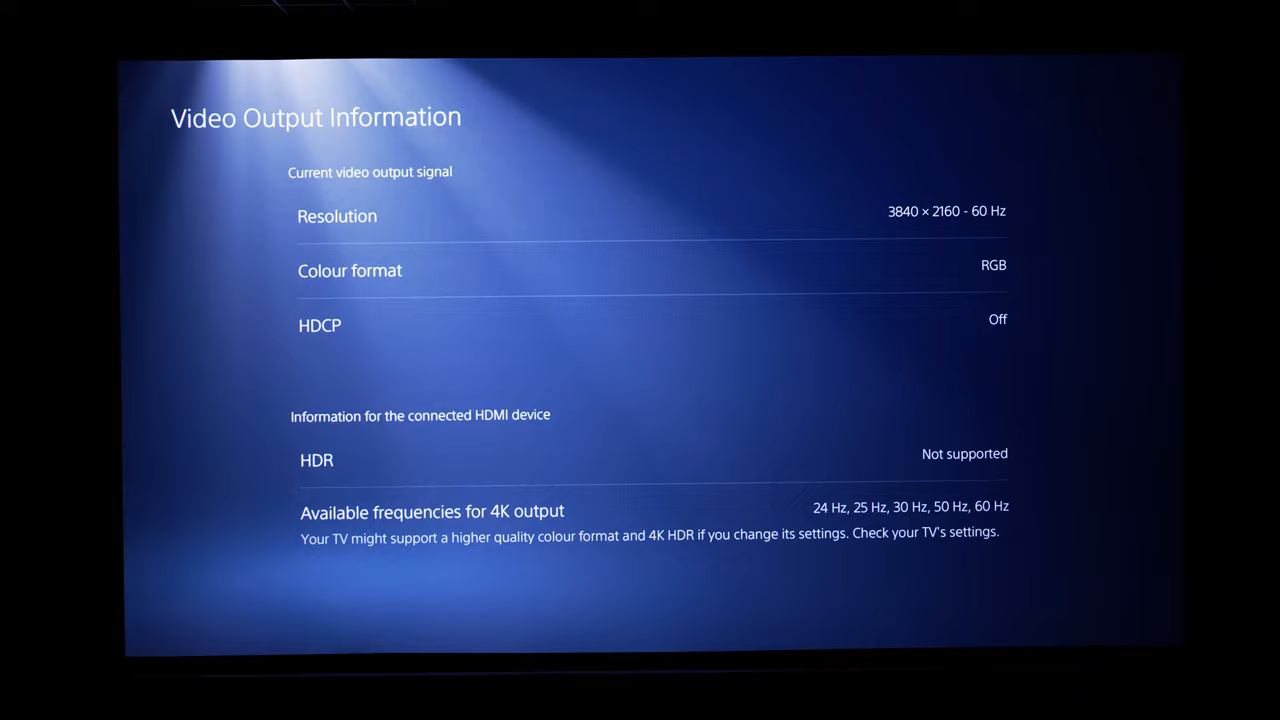 Video Output Information
Current video output signal
Resolution
3840 × 2160 - 60 Hz
Colour format
RGB
HDCP
Off
Information for the connected HDMI device
HDR
Not supported
Available frequencies for 4K output
24 Hz, 25 Hz, 30 Hz, 50 Hz, 60 Hz
Your TV might support a higher quality colour format and 4K HDR if you change its settings. Check your TV's settings.